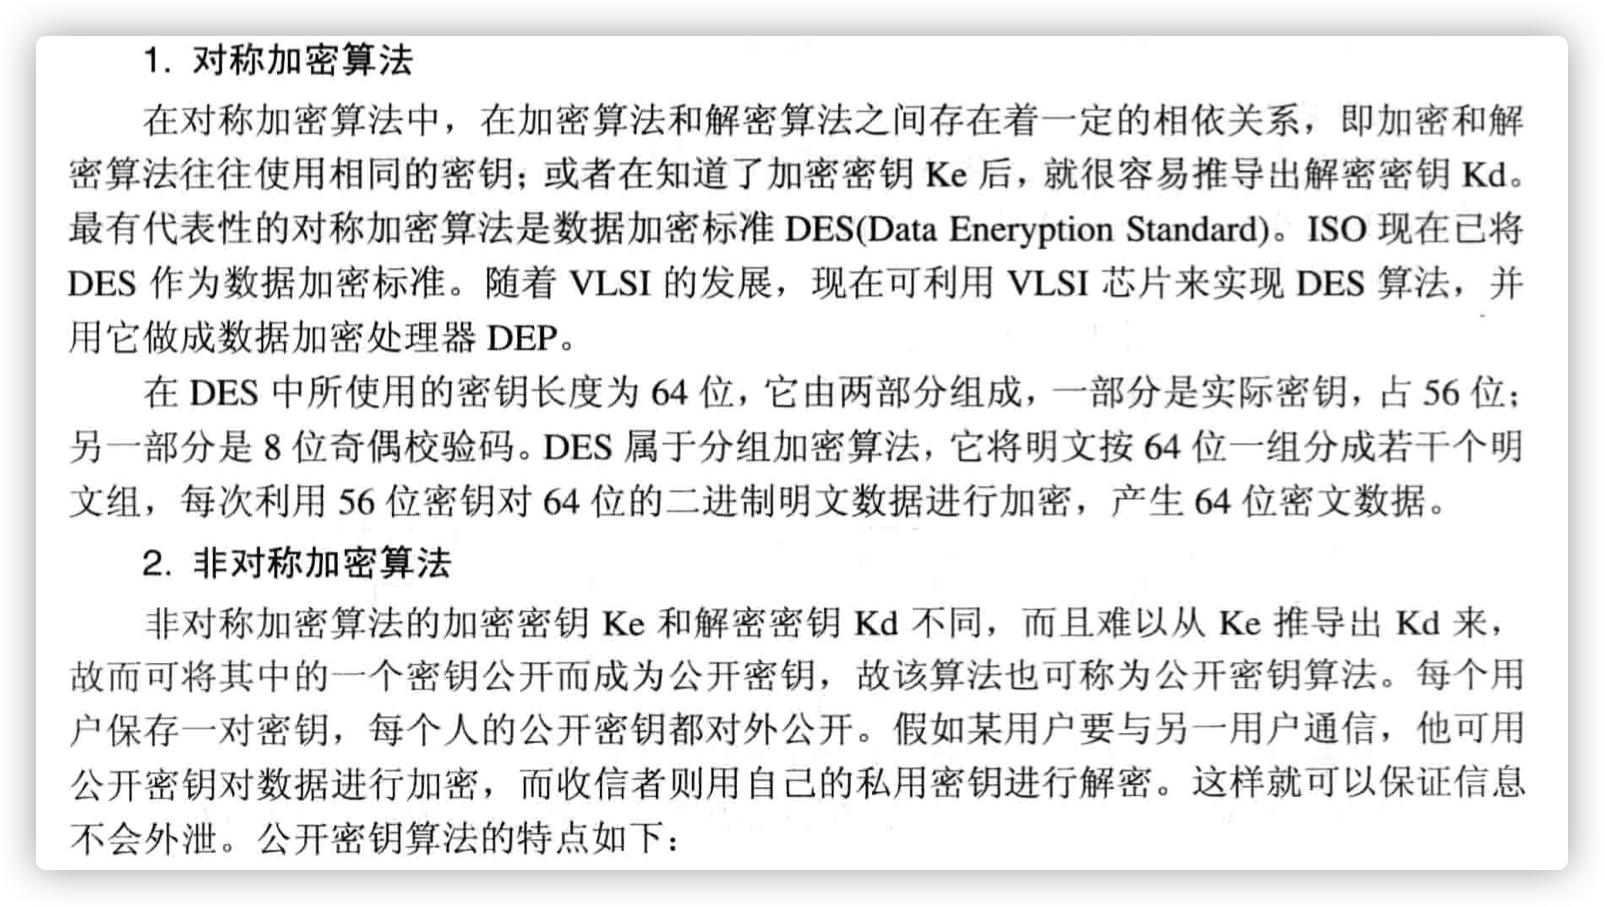 1. 对称加密算法
在对称加密算法中，在加密算法和解密算法之间存在着一定的相依关系，即加密和解
密算法往往使用相同的密钥；或者在知道了加密密钥 Ke 后，就很容易推导出解密密钥 Kd。
最有代表性的对称加密算法是数据加密标准 DES(Data Eneryption Standard)。ISO 现在已将
DES 作为数据加密标准。随着 VLSI 的发展，现在可利用 VLSI 芯片来实现 DES 算法，并
用它做成数据加密处理器 DEP。
在 DES 中所使用的密钥长度为 64 位，它由两部分组成，一部分是实际密钥，占 56 位；
另一部分是 8 位奇偶校验码。DES 属于分组加密算法，它将明文按 64 位一组分成若干个明
文组，每次利用 56 位密钥对 64 位的二进制明文数据进行加密，产生 64 位密文数据。
2. 非对称加密算法
非对称加密算法的加密密钥 Ke 和解密密钥 Kd 不同，而且难以从 Ke 推导出 Kd 来，
故而可将其中的一个密钥公开而成为公开密钥，故该算法也可称为公开密钥算法。每个用
户保存一对密钥，每个人的公开密钥都对外公开。假如某用户要与另一用户通信，他可用
公开密钥对数据进行加密，而收信者则用自己的私用密钥进行解密。这样就可以保证信息
不会外泄。公开密钥算法的特点如下：